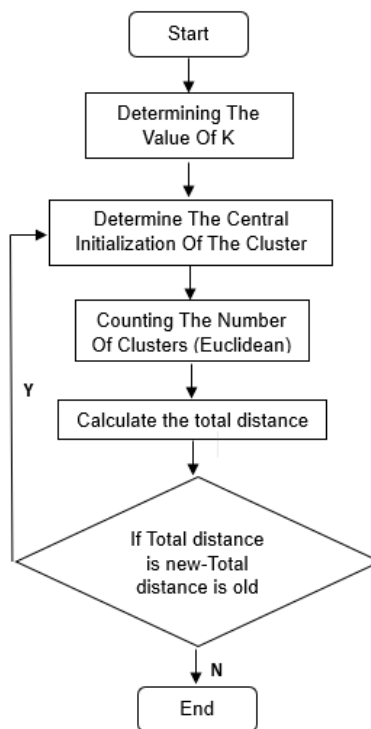 Start
Determining The
Value Of K
Determine The Central
Initialization Of The Cluster
Counting The Number
Of Clusters (Euclidean)
Y
Calculate the total distance
If Total distance
is new-Total
distance is old
N
End